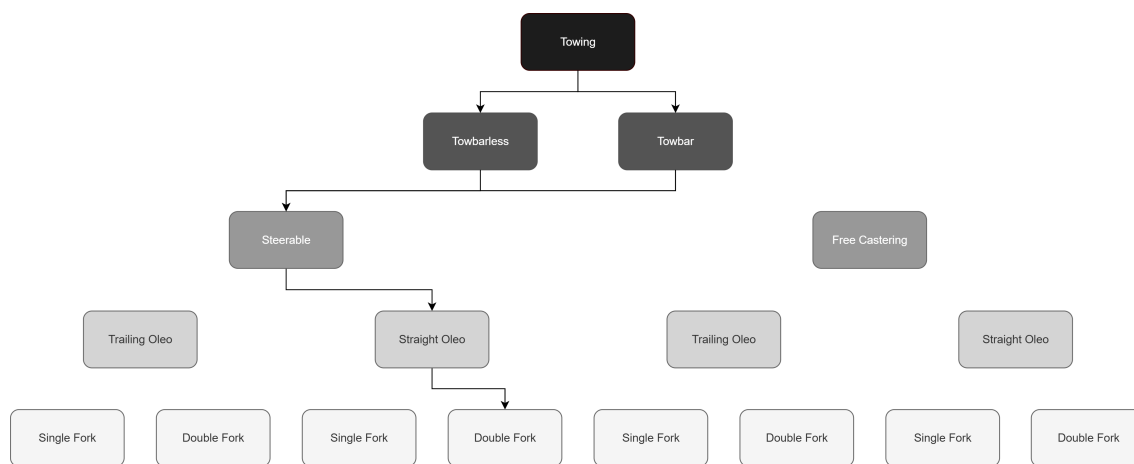 Towing
Towbarless
Towbar
Steerable
Free Castering
Trailing Oleo
Straight Oleo
Trailing Oleo
Straight Oleo
Single Fork
Double Fork
Single Fork
Double Fork
Single Fork
Double Fork
Single Fork
Double Fork